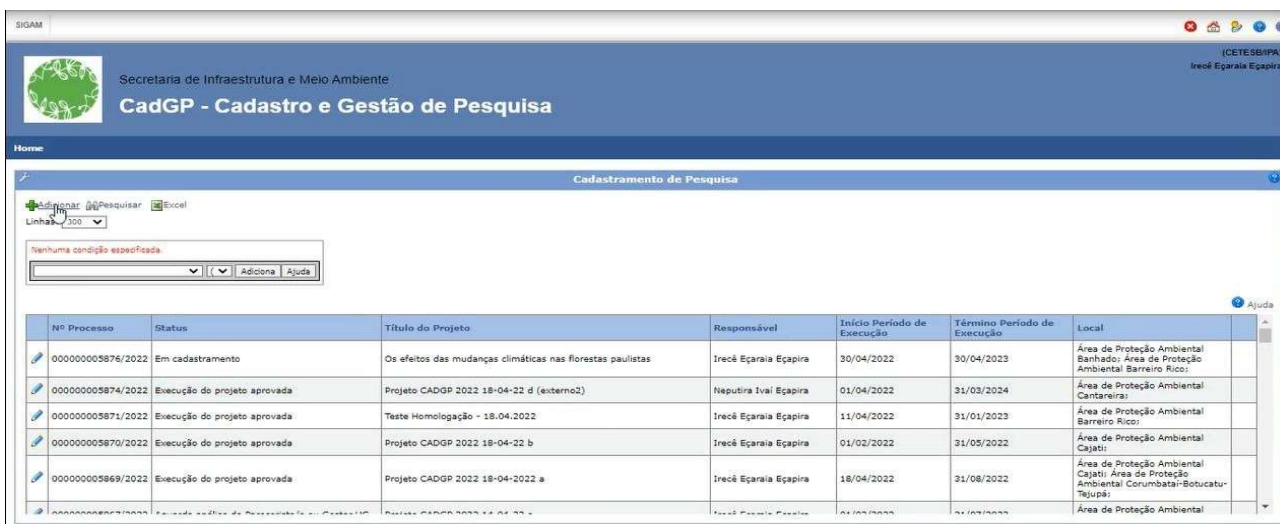 SIGAM
(CETESB/IPA)
Irecê Eçaraia Eçapira
Secretaria de Infraestrutura e Meio Ambiente
CadGP - Cadastro e Gestão de Pesquisa
Home
Cadastramento de Pesquisa
Adicionar Pesquisar Excel
Linhas 300
Nenhuma condição especificada.
( Adiciona Ajuda
Ajuda
Nº Processo Status Título do Projeto Responsável Início Período de Execução Término Período de Execução Local
000000005876/2022 Em cadastramento Os efeitos das mudanças climáticas nas florestas paulistas Irecê Eçaraia Eçapira 30/04/2022 30/04/2023 Área de Proteção Ambiental
Banhado; Área de Proteção
Ambiental Barreiro Rico;
000000005874/2022 Execução do projeto aprovada Projeto CADGP 2022 18-04-22 d (externo2) Neputira Ivaí Eçapira 01/04/2022 31/03/2024 Área de Proteção Ambiental
Cantareira;
000000005871/2022 Execução do projeto aprovada Teste Homologação - 18.04.2022 Irecê Eçaraia Eçapira 11/04/2022 31/01/2023 Área de Proteção Ambiental
Barreiro Rico;
000000005870/2022 Execução do projeto aprovada Projeto CADGP 2022 18-04-22 b Irecê Eçaraia Eçapira 01/02/2022 31/05/2022 Área de Proteção Ambiental
Cajati;
000000005869/2022 Execução do projeto aprovada Projeto CADGP 2022 18-04-2022 a Irecê Eçaraia Eçapira 18/04/2022 31/08/2022 Área de Proteção Ambiental
Cajati; Área de Proteção
Ambiental Corumbataí-Botucatu-
Tejupá;
Área de Proteção Ambiental